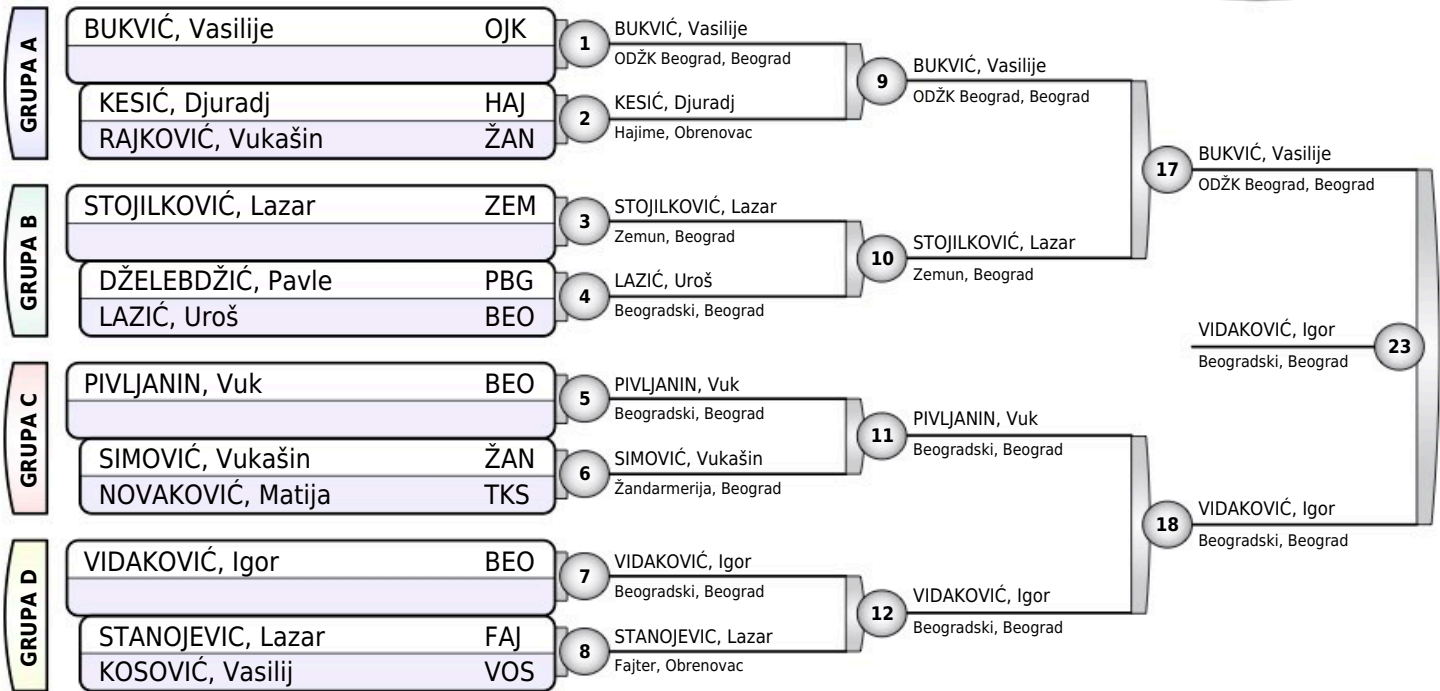 GRUPA A
BUKVIĆ, Vasilije OJK
KESIĆ, Djuradj HAJ
RAJKOVIĆ, Vukašin ŽAN
GRUPA B
STOJILKOVIĆ, Lazar ZEM
DŽELEBDŽIĆ, Pavle PBG
LAZIĆ, Uroš BEO
GRUPA C
PIVLJANIN, Vuk BEO
SIMOVIĆ, Vukašin ŽAN
NOVAKOVIĆ, Matija TKS
GRUPA D
VIDAKOVIĆ, Igor BEO
STANOJEVIC, Lazar FAJ
KOSOVIĆ, Vasilij VOS
1
BUKVIĆ, Vasilije
ODŽK Beograd, Beograd
2
KESIĆ, Djuradj
Hajime, Obrenovac
3
STOJILKOVIĆ, Lazar
Zemun, Beograd
4
LAZIĆ, Uroš
Beogradski, Beograd
5
PIVLJANIN, Vuk
Beogradski, Beograd
6
SIMOVIĆ, Vukašin
Žandarmerija, Beograd
7
VIDAKOVIĆ, Igor
Beogradski, Beograd
8
STANOJEVIC, Lazar
Fajter, Obrenovac
9
BUKVIĆ, Vasilije
ODŽK Beograd, Beograd
10
STOJILKOVIĆ, Lazar
Zemun, Beograd
11
PIVLJANIN, Vuk
Beogradski, Beograd
12
VIDAKOVIĆ, Igor
Beogradski, Beograd
17
BUKVIĆ, Vasilije
ODŽK Beograd, Beograd
18
VIDAKOVIĆ, Igor
Beogradski, Beograd
23
VIDAKOVIĆ, Igor
Beogradski, Beograd